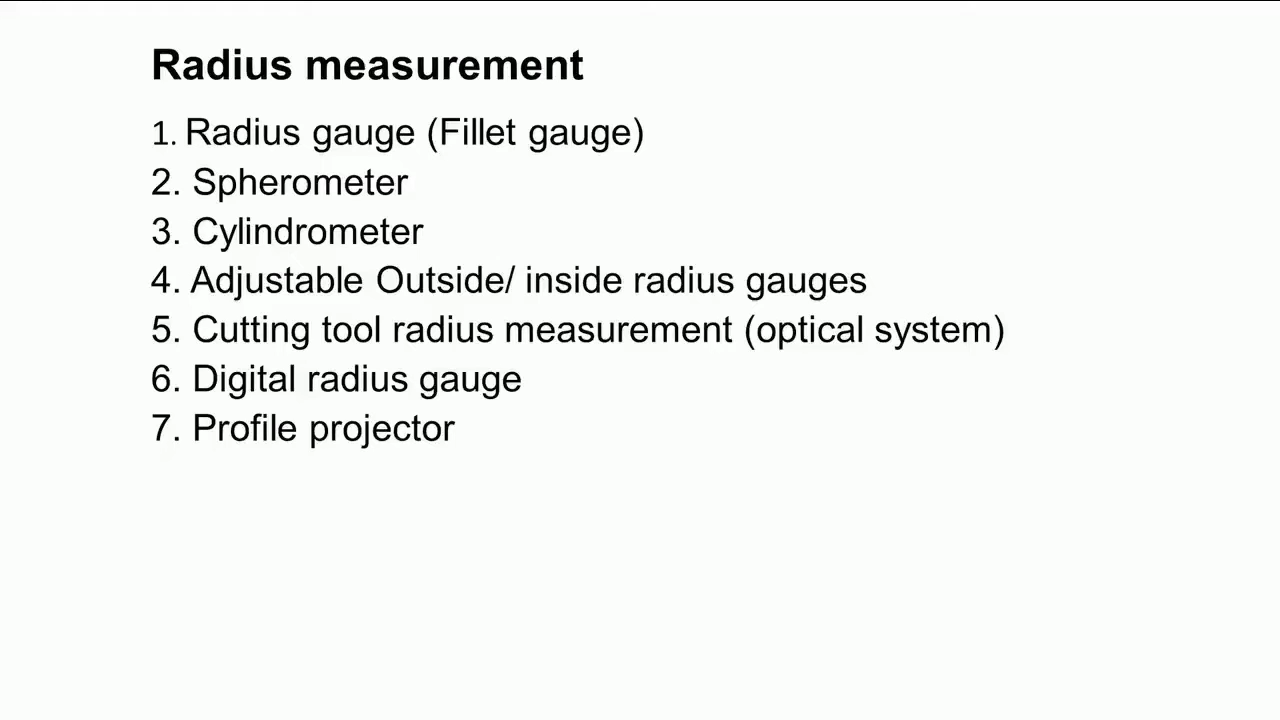 Radius measurement
1. Radius gauge (Fillet gauge)
2. Spherometer
3. Cylindrometer
4. Adjustable Outside/ inside radius gauges
5. Cutting tool radius measurement (optical system)
6. Digital radius gauge
7. Profile projector